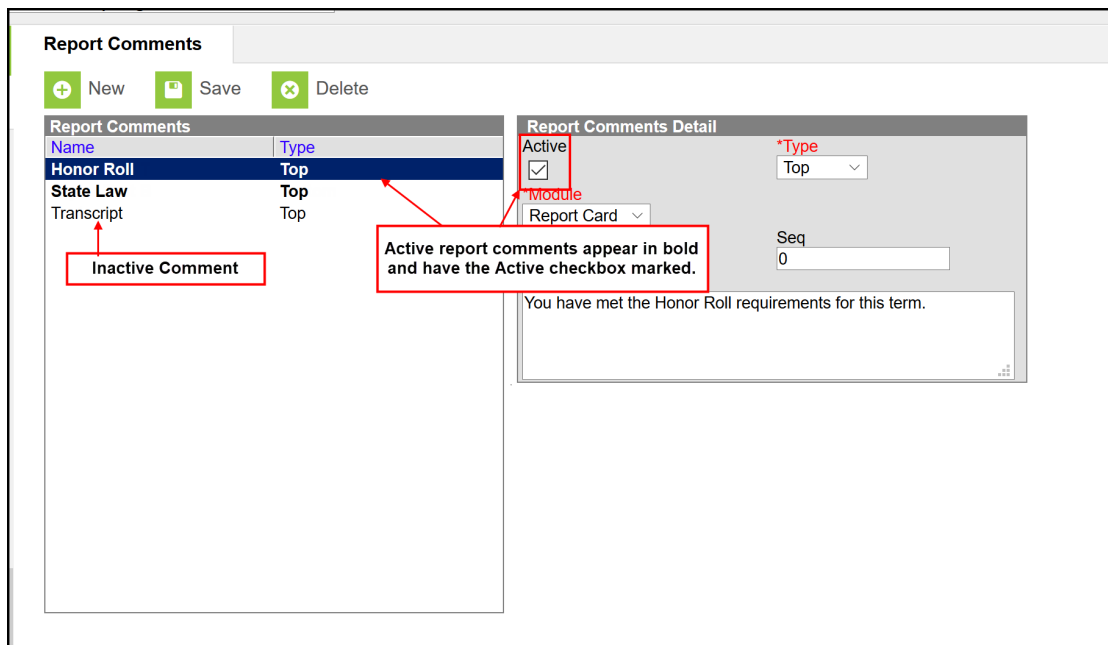 Report Comments
New Save Delete
Report Comments
Name Type
Honor Roll Top
State Law Top
Transcript Top
Inactive Comment
Active report comments appear in bold
and have the Active checkbox marked.
Report Comments Detail
Active *Type
Top
*Module
Report Card
Seq
0
You have met the Honor Roll requirements for this term.